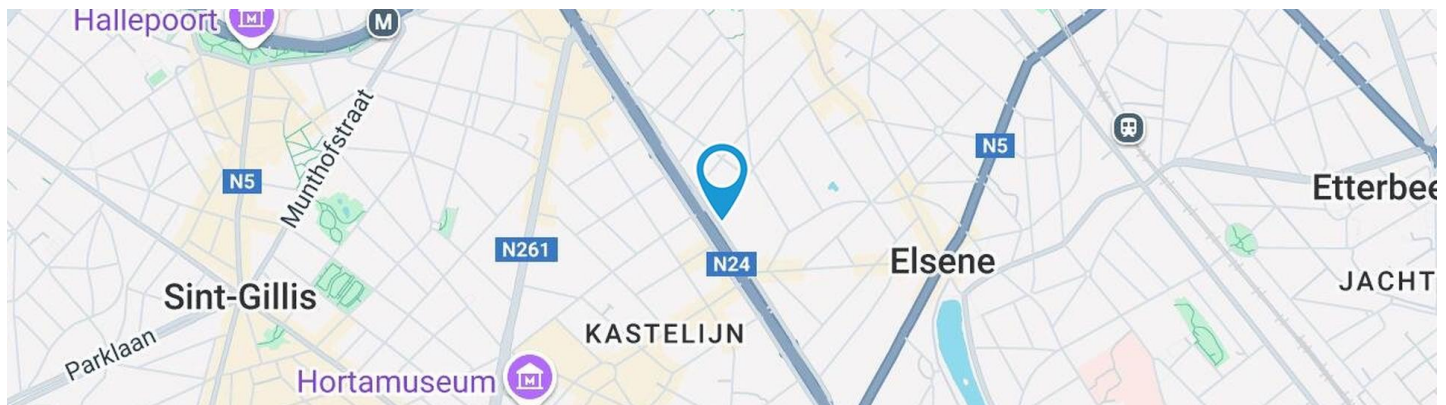 Hallepoort
M
N5
Munthofstraat
N5
Etterbee
N261
N24
Elsene
JACHT
Sint-Gillis
KASTELIJN
Parklaan
Hortamuseum